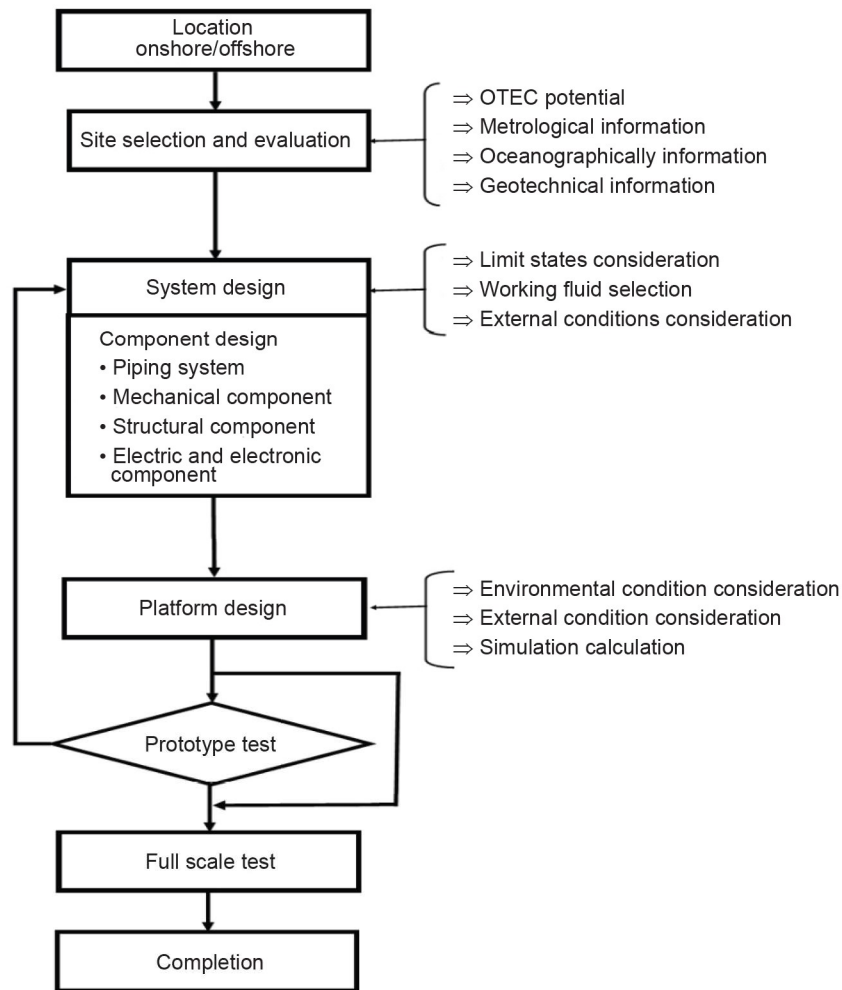 Location
onshore/offshore
Site selection and evaluation
⇒ OTEC potential
⇒ Metrological information
⇒ Oceanographically information
⇒ Geotechnical information
System design
⇒ Limit states consideration
⇒ Working fluid selection
⇒ External conditions consideration
Component design
• Piping system
• Mechanical component
• Structural component
• Electric and electronic
component
Platform design
⇒ Environmental condition consideration
⇒ External condition consideration
⇒ Simulation calculation
Prototype test
Full scale test
Completion